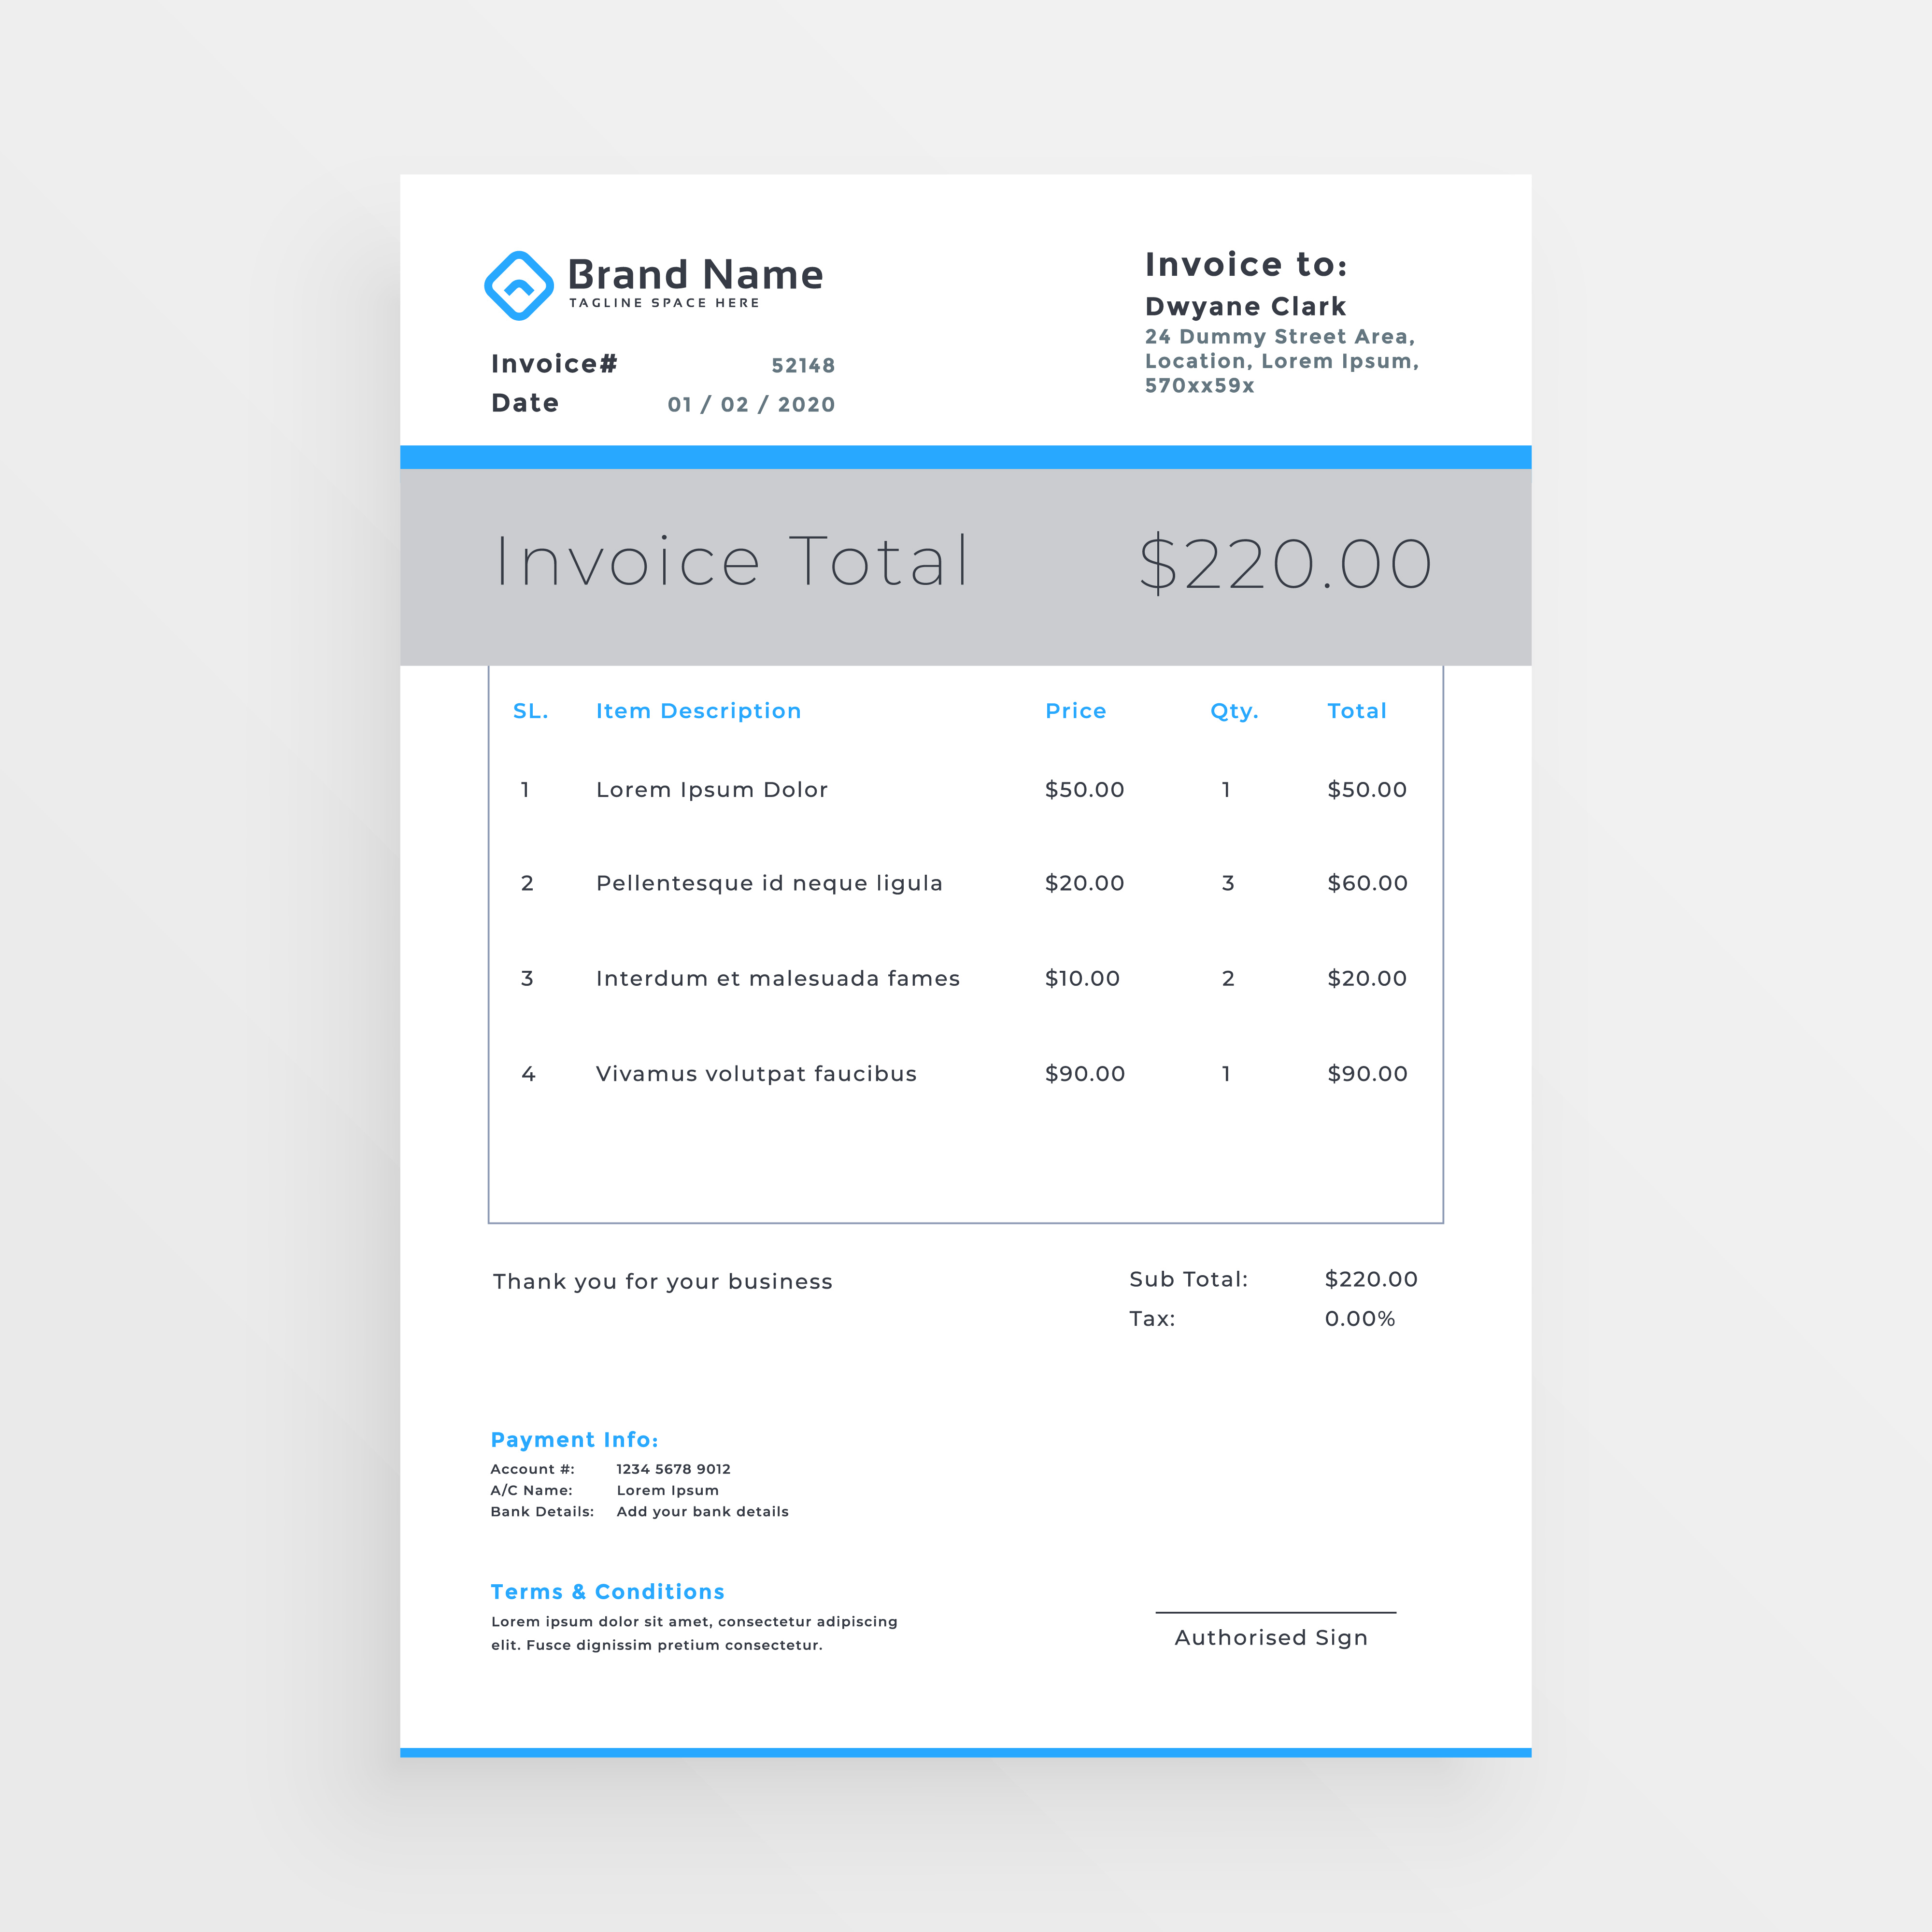 Brand Name
TAGLINE SPACE HERE
Invoice# 52148
Date 01 / 02 / 2020
Invoice to:
Dwyane Clark
24 Dummy Street Area,
Location, Lorem Ipsum,
570xx59x
Invoice Total $220.00
SL. Item Description Price Qty. Total
1 Lorem Ipsum Dolor $50.00 1 $50.00
2 Pellentesque id neque ligula $20.00 3 $60.00
3 Interdum et malesuada fames $10.00 2 $20.00
4 Vivamus volutpat faucibus $90.00 1 $90.00
Thank you for your business
Sub Total: $220.00
Tax: 0.00%
Payment Info:
Account #: 1234 5678 9012
A/C Name: Lorem Ipsum
Bank Details: Add your bank details
Terms & Conditions
Lorem ipsum dolor sit amet, consectetur adipiscing
elit. Fusce dignissim pretium consectetur.
Authorised Sign